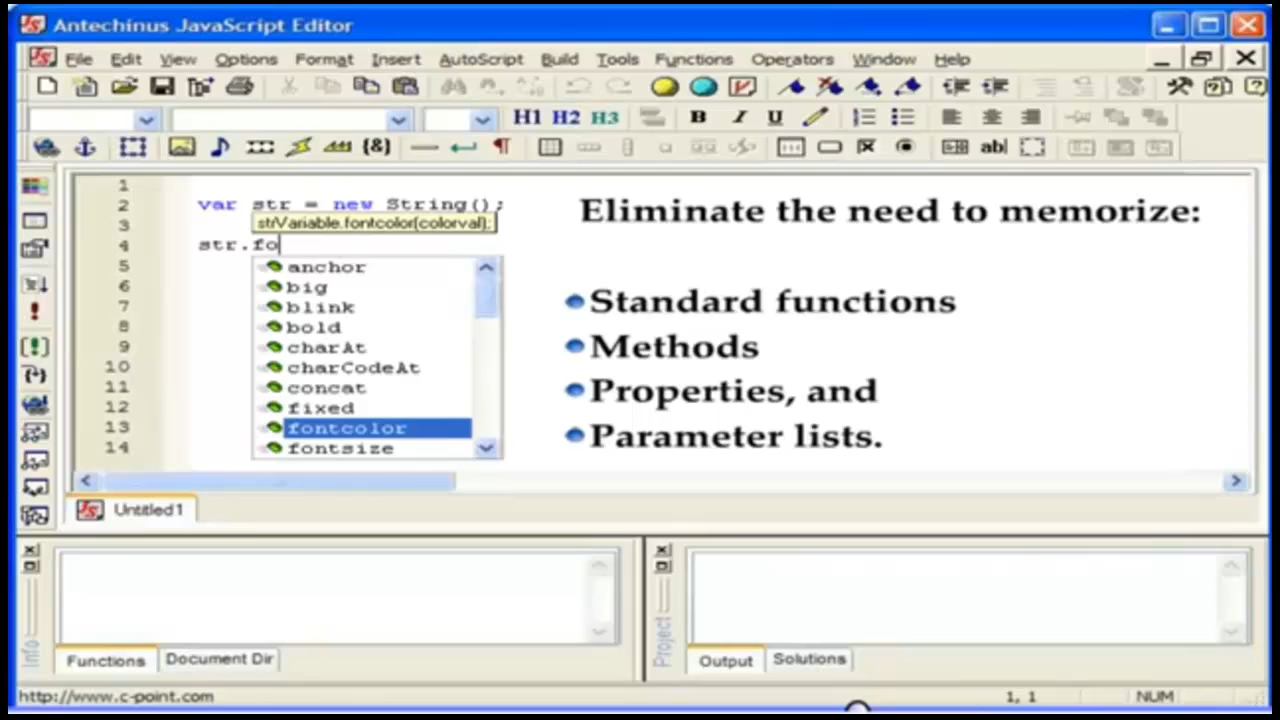 Antechinus JavaScript Editor
File Edit View Options Format Insert AutoScript Build Tools Functions Operators Window Help
H1 H2 H3 B I U
{&} ab|
1
2 var str = new String();
3 strVariable.fontcolor(colorval);
4 str.fo
5 anchor
6 big
7 blink
8 bold
9 charAt
10 charCodeAt
11 concat
12 fixed
13 fontcolor
14 fontsize
Eliminate the need to memorize:
Standard functions
Methods
Properties, and
Parameter lists.
Untitled1
Info
Functions Document Dir
Project
Output Solutions
http://www.c-point.com 1, 1 NUM